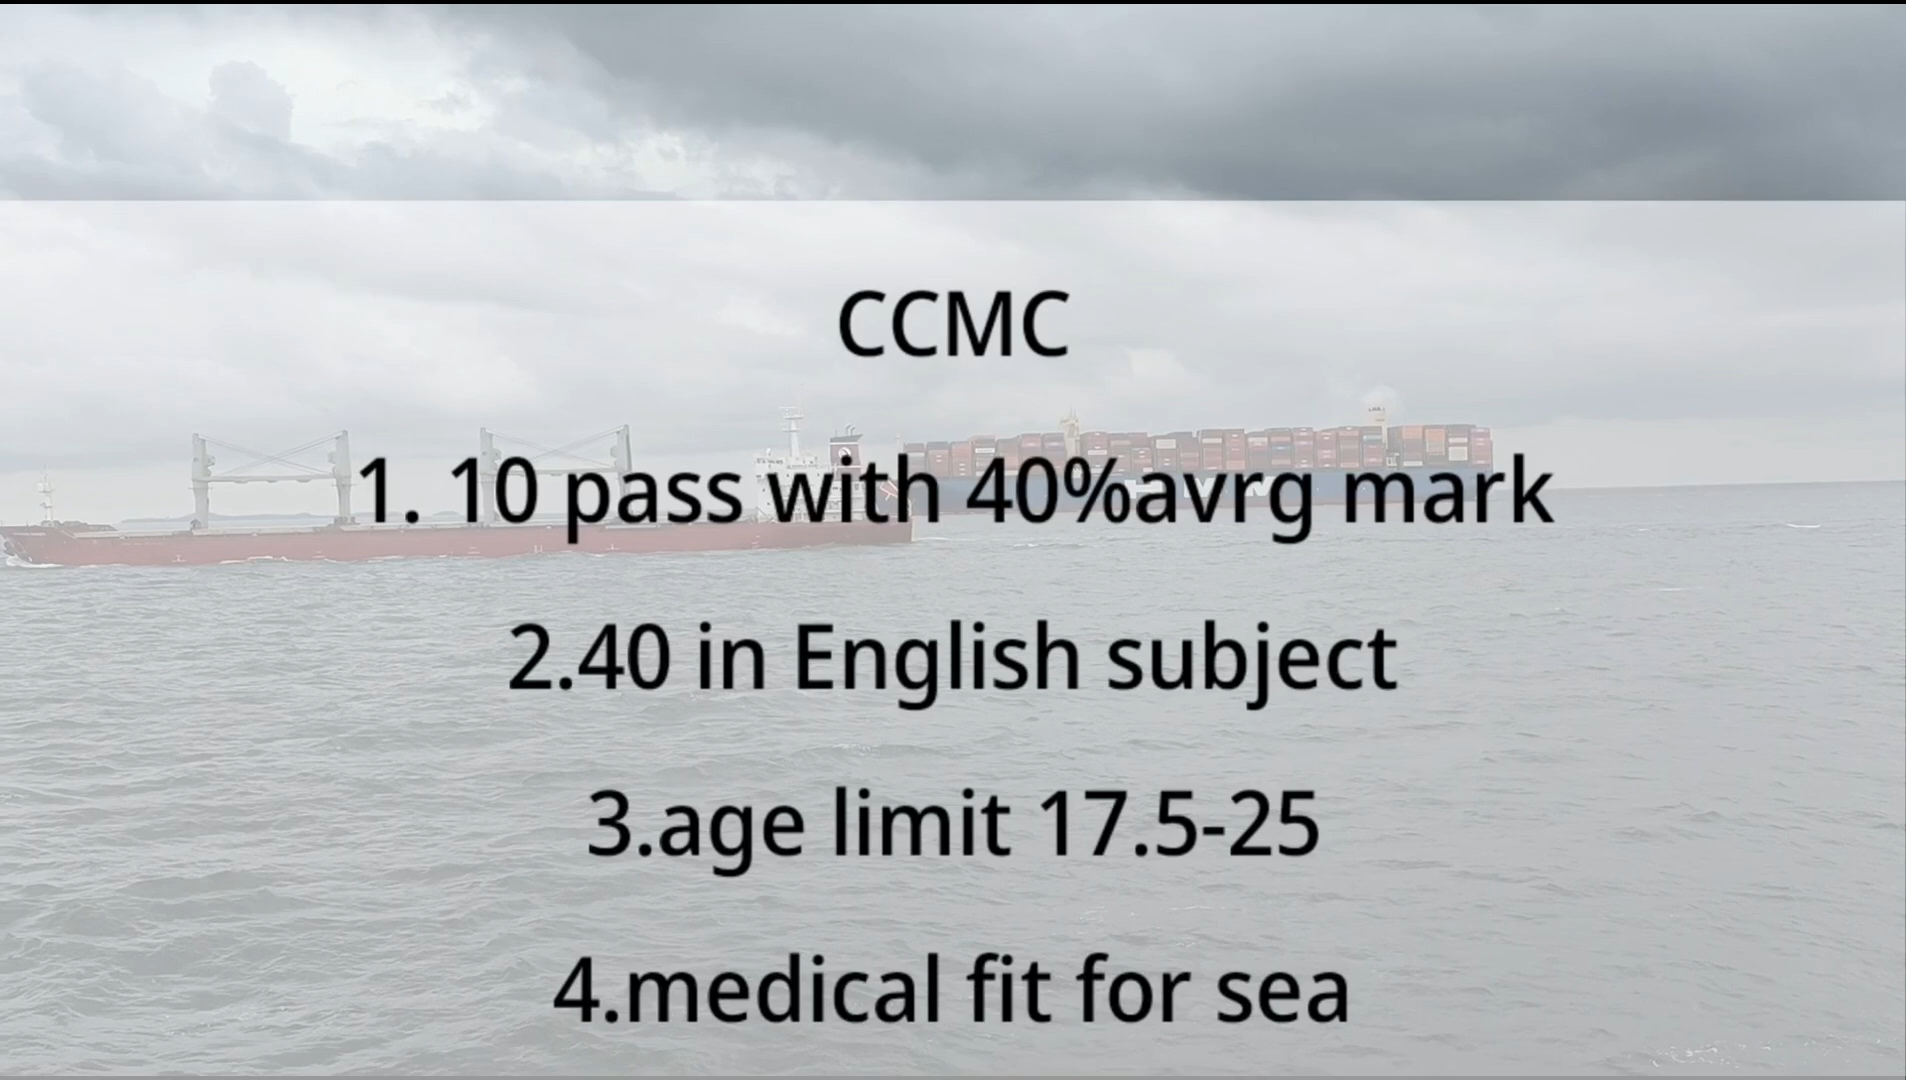 CCMC
1. 10 pass with 40%avrg mark
2.40 in English subject
3.age limit 17.5-25
4.medical fit for sea